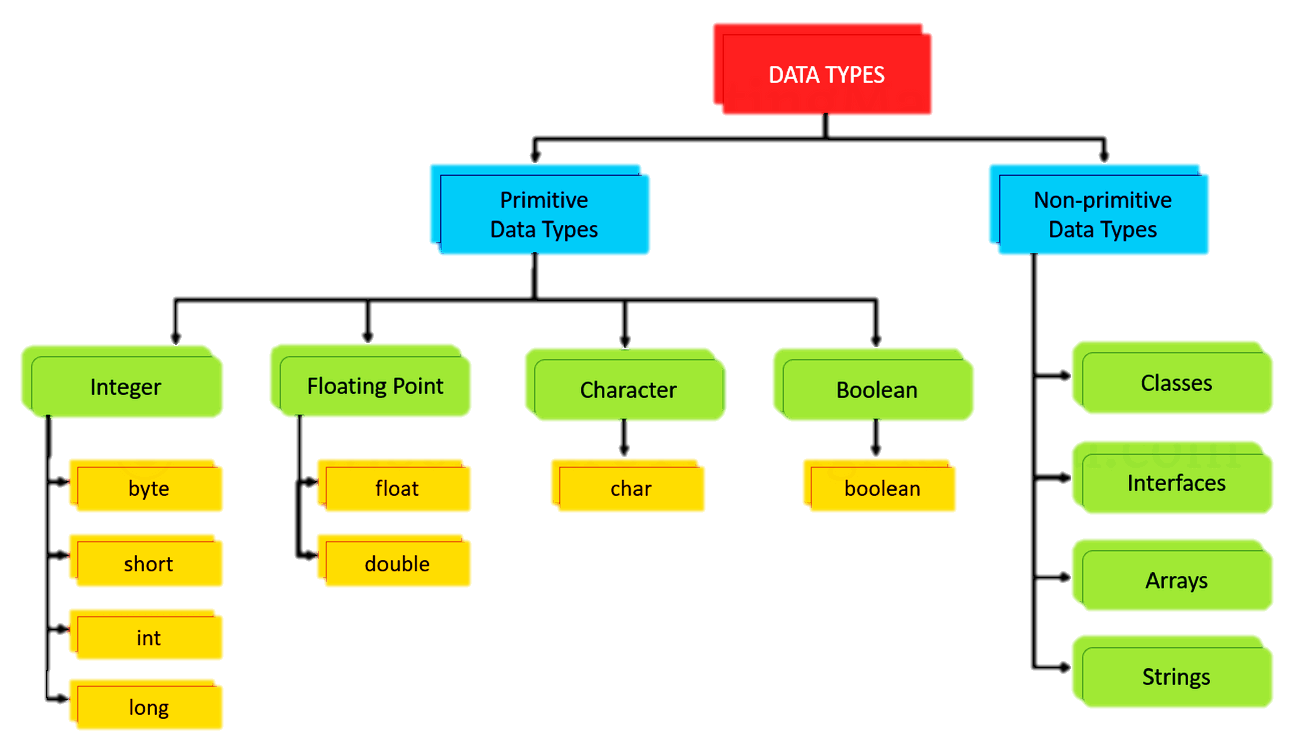 DATA TYPES
Primitive
Data Types
Non-primitive
Data Types
Integer
Floating Point
Character
Boolean
Classes
byte
float
char
boolean
Interfaces
short
double
Arrays
int
Strings
long